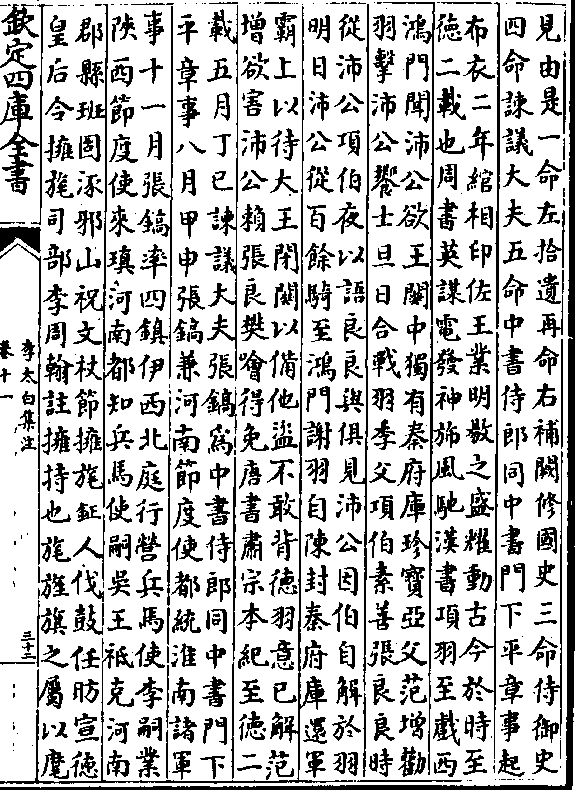 見由是一命左拾遺再命右補闕修國史三命侍御史
四命諫議大夫五命中書侍郎同中書門下平章事起
布衣二年綰相印佐王業明數之盛耀動古今於時至
徳二載也周書英謀電發神旆風馳漢書項羽至戲西
鴻門聞沛公欲王關中獨有秦府庫珍寶亞父范增勸
羽擊沛公饗士旦日合戰羽季父項伯素善張良良時
從沛公項伯夜以語良良與俱見沛公因伯自解於羽
明日沛公從百餘騎至鴻門謝羽自陳封秦府庫還軍
霸上以待大王閉關以備他盜不敢背徳羽意已解范
增欲害沛公賴張良樊噲得免唐書肅宗本紀至徳二
載五月丁巳諫議大夫張鎬爲中書侍郎同中書門下
平章事八月甲申張鎬兼河南節度使都統淮南諸軍
事十一月張鎬率四鎮伊西北庭行營兵馬使李嗣業
陜西節度使來瑱河南都知兵馬使嗣吳王祗克河南
郡縣班固涿邪山祝文杖節擁旄鉦人伐鼓任昉宣徳
皇后令擁旄司部李周翰註擁持也旄旌旗之屬以麾
欽定四庫全書
李太白集注
卷十一
三十二